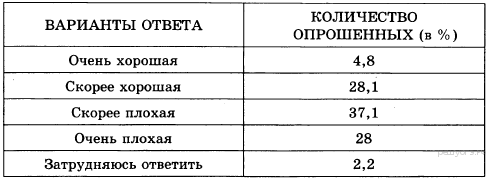 ВАРИАНТЫ ОТВЕТА
КОЛИЧЕСТВО
ОПРОШЕННЫХ (в %)
Очень хорошая
4,8
Скорее хорошая
28,1
Скорее плохая
37,1
Очень плохая
28
Затрудняюсь ответить
2,2